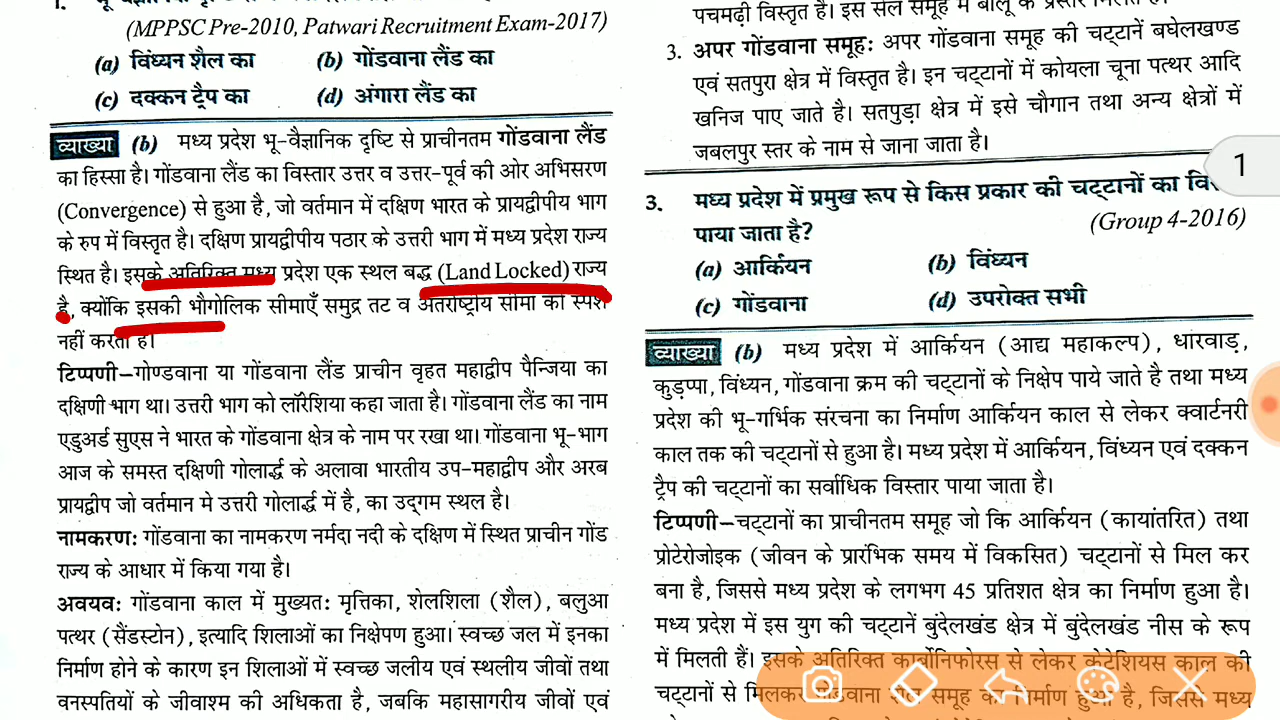 1.
(MPPSC Pre-2010, Patwari Recruitment Exam-2017)
(a) विंध्यन शैल का (b) गोंडवाना लैंड का
(c) दक्कन ट्रैप का (d) अंगारा लैंड का
व्याख्या (b) मध्य प्रदेश भू-वैज्ञानिक दृष्टि से प्राचीनतम गोंडवाना लैंड
का हिस्सा है। गोंडवाना लैंड का विस्तार उत्तर व उत्तर-पूर्व की ओर अभिसरण
(Convergence) से हुआ है, जो वर्तमान में दक्षिण भारत के प्रायद्वीपीय भाग
के रुप में विस्तृत है। दक्षिण प्रायद्वीपीय पठार के उत्तरी भाग में मध्य प्रदेश राज्य
स्थित है। इसके अतिरिक्त मध्य प्रदेश एक स्थल बद्ध (Land Locked) राज्य
है, क्योंकि इसकी भौगोलिक सीमाएँ समुद्र तट व अंतर्राष्ट्रीय सीमा को स्पर्श
नहीं करता है।
टिप्पणी–गोण्डवाना या गोंडवाना लैंड प्राचीन वृहत महाद्वीप पैन्जिया का
दक्षिणी भाग था। उत्तरी भाग को लॉरेशिया कहा जाता है। गोंडवाना लैंड का नाम
एडुअर्ड सुएस ने भारत के गोंडवाना क्षेत्र के नाम पर रखा था। गोंडवाना भू-भाग
आज के समस्त दक्षिणी गोलार्द्ध के अलावा भारतीय उप-महाद्वीप और अरब
प्रायद्वीप जो वर्तमान मे उत्तरी गोलार्द्ध में है, का उद्गम स्थल है।
नामकरण: गोंडवाना का नामकरण नर्मदा नदी के दक्षिण में स्थित प्राचीन गोंड
राज्य के आधार में किया गया है।
अवयव: गोंडवाना काल में मुख्यत: मृत्तिका, शेलशिला (शैल), बलुआ
पत्थर (सैंडस्टोन), इत्यादि शिलाओं का निक्षेपण हुआ। स्वच्छ जल में इनका
निर्माण होने के कारण इन शिलाओं में स्वच्छ जलीय एवं स्थलीय जीवों तथा
वनस्पतियों के जीवाश्म की अधिकता है, जबकि महासागरीय जीवों एवं
पचमढ़ी विस्तृत है। इस सेल समूह में बालू के प्रस्तर
3. अपर गोंडवाना समूह: अपर गोंडवाना समूह की चट्टानें बघेलखण्ड
एवं सतपुरा क्षेत्र में विस्तृत है। इन चट्टानों में कोयला चूना पत्थर आदि
खनिज पाए जाते है। सतपुड़ा क्षेत्र में इसे चौगान तथा अन्य क्षेत्रों में
जबलपुर स्तर के नाम से जाना जाता है।
1
3. मध्य प्रदेश में प्रमुख रूप से किस प्रकार की चट्टानों का
पाया जाता है? (Group 4-2016)
(a) आर्कियन (b) विंध्यन
(c) गोंडवाना (d) उपरोक्त सभी
व्याख्या (b) मध्य प्रदेश में आर्कियन (आद्य महाकल्प), धारवाड़,
कुड़प्पा, विंध्यन, गोंडवाना क्रम की चट्टानों के निक्षेप पाये जाते है तथा मध्य
प्रदेश की भू-गर्भिक संरचना का निर्माण आर्कियन काल से लेकर क्वार्टनरी
काल तक की चट्टानों से हुआ है। मध्य प्रदेश में आर्कियन, विंध्यन एवं दक्कन
ट्रैप की चट्टानों का सर्वाधिक विस्तार पाया जाता है।
टिप्पणी–चट्टानों का प्राचीनतम समूह जो कि आर्कियन (कायांतरित) तथा
प्रोटेरोजोइक (जीवन के प्रारंभिक समय में विकसित) चट्टानों से मिल कर
बना है, जिससे मध्य प्रदेश के लगभग 45 प्रतिशत क्षेत्र का निर्माण हुआ है।
मध्य प्रदेश में इस युग की चट्टानें बुंदेलखंड क्षेत्र में बुंदेलखंड नीस के रूप
में मिलती हैं। इसके अतिरिक्त कार्बोनिफोरस से लेकर क्रेटेशियस काल की
चट्टानों से मिलकर गोंडवाना समूह का निर्माण हुआ है, जिससे मध्य